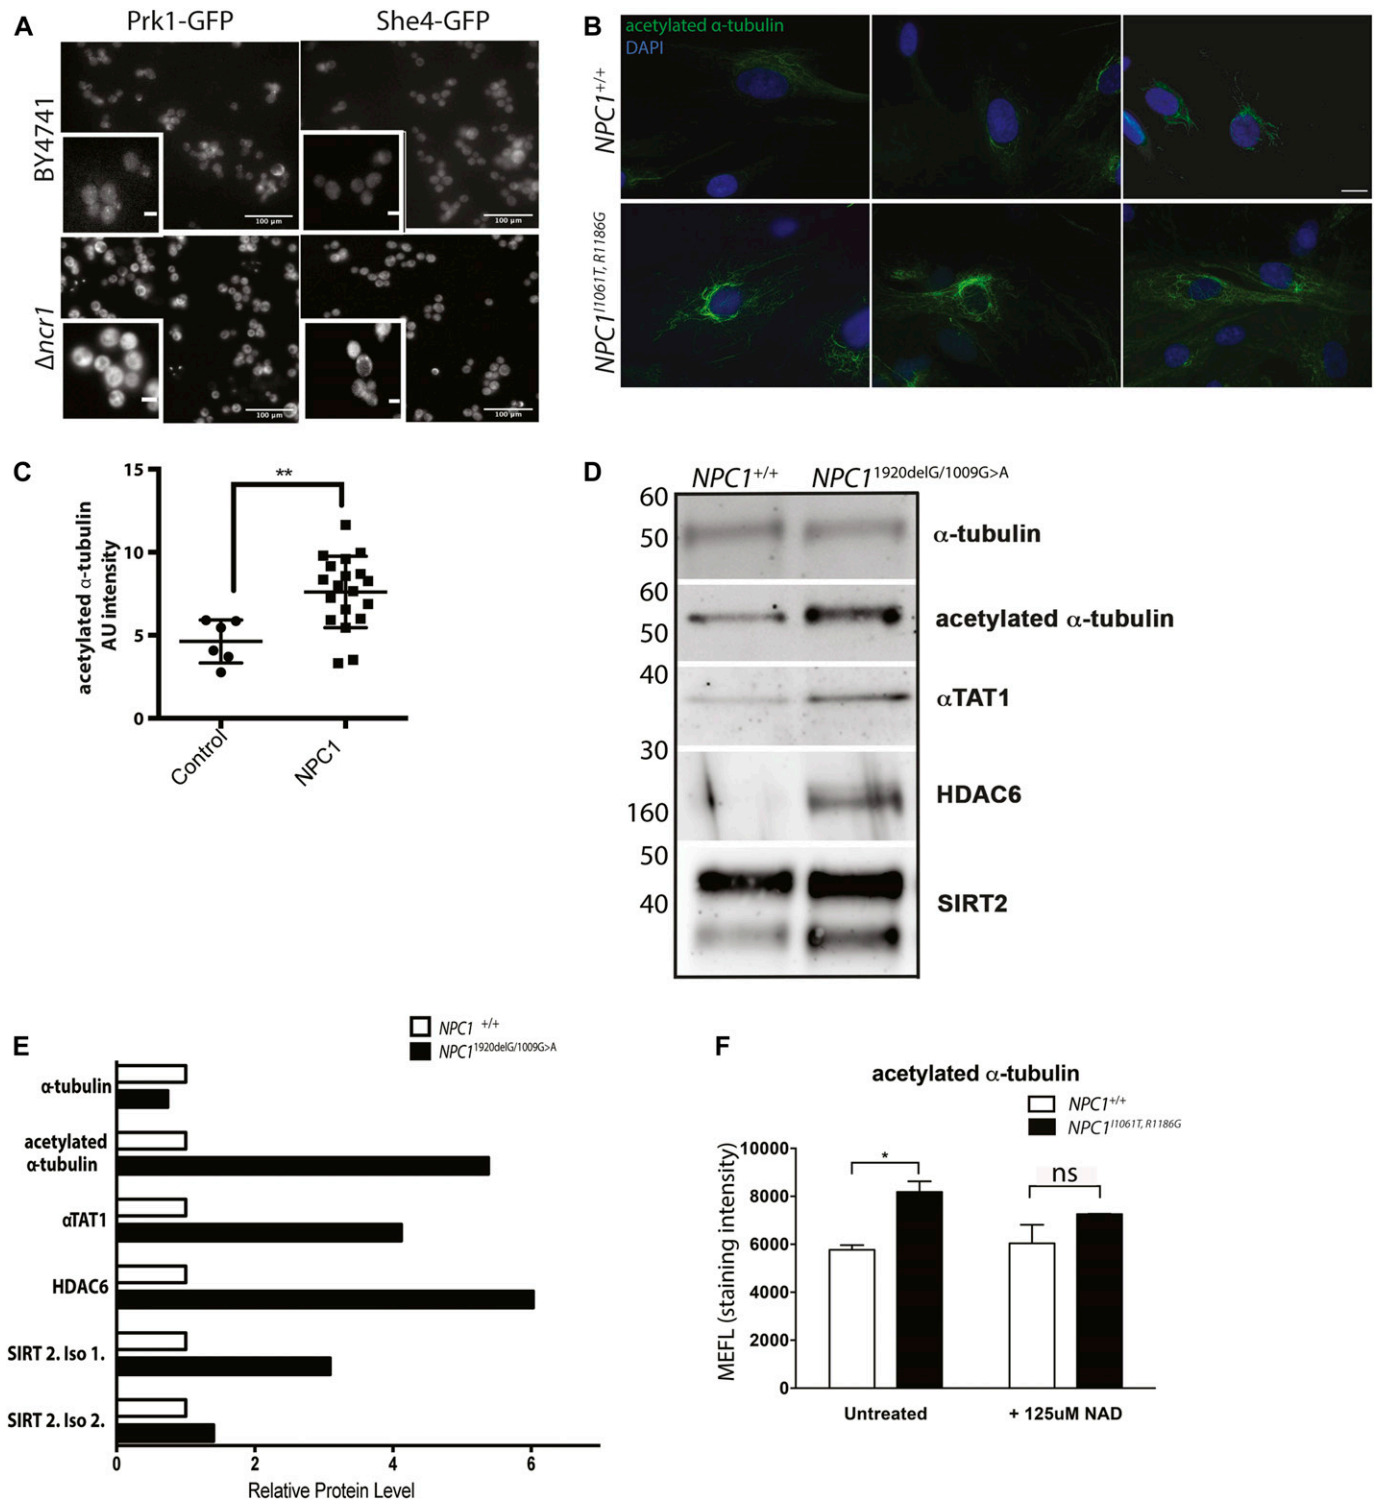 A
Prk1-GFP
She4-GFP
BY4741
Δncr1
100 µm
100 µm
100 µm
100 µm
B
acetylated α-tubulin
DAPI
NPC1+/+
NPC1I1061T, R1186G
C
15
10
5
0
acetylated α-tubulin
AU intensity
**
Control
NPC1
D
NPC1+/+
NPC11920delG/1009G>A
60
50
α-tubulin
60
50
acetylated α-tubulin
40
αTAT1
30
160
HDAC6
50
40
SIRT2
E
NPC1 +/+
NPC11920delG/1009G>A
α-tubulin
acetylated
α-tubulin
αTAT1
HDAC6
SIRT 2. Iso 1.
SIRT 2. Iso 2.
0
2
4
6
Relative Protein Level
F
acetylated α-tubulin
NPC1+/+
NPC1I1061T, R1186G
MEFL (staining intensity)
10000
8000
6000
4000
2000
0
*
ns
Untreated
+ 125uM NAD